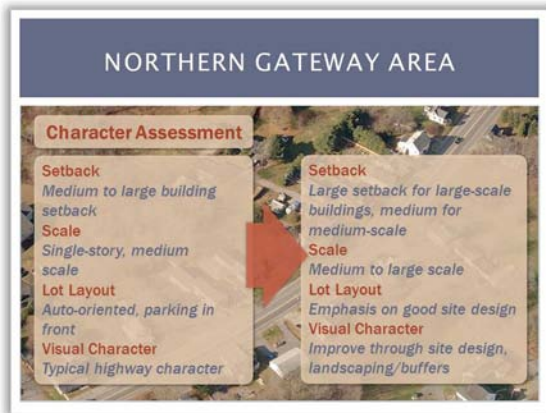 NORTHERN GATEWAY AREA
Character Assessment
Setback
Medium to large building
setback
Scale
Single-story, medium
scale
Lot Layout
Auto-oriented, parking in
front
Visual Character
Typical highway character
Setback
Large setback for large-scale
buildings, medium for
medium-scale
Scale
Medium to large scale
Lot Layout
Emphasis on good site design
Visual Character
Improve through site design,
landscaping/buffers